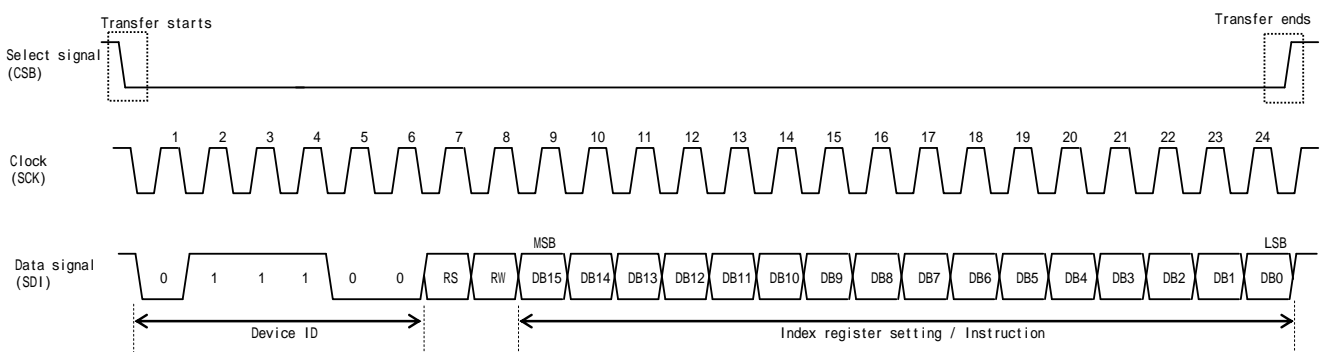 Transfer starts
Transfer ends
Select signal
(CSB)
1 2 3 4 5 6 7 8 9 10 11 12 13 14 15 16 17 18 19 20 21 22 23 24
Clock
(SCK)
MSB LSB
Data signal
(SDI)
0 1 1 1 0 0 RS RW DB15 DB14 DB13 DB12 DB11 DB10 DB9 DB8 DB7 DB6 DB5 DB4 DB3 DB2 DB1 DB0
Device ID
Index register setting / Instruction